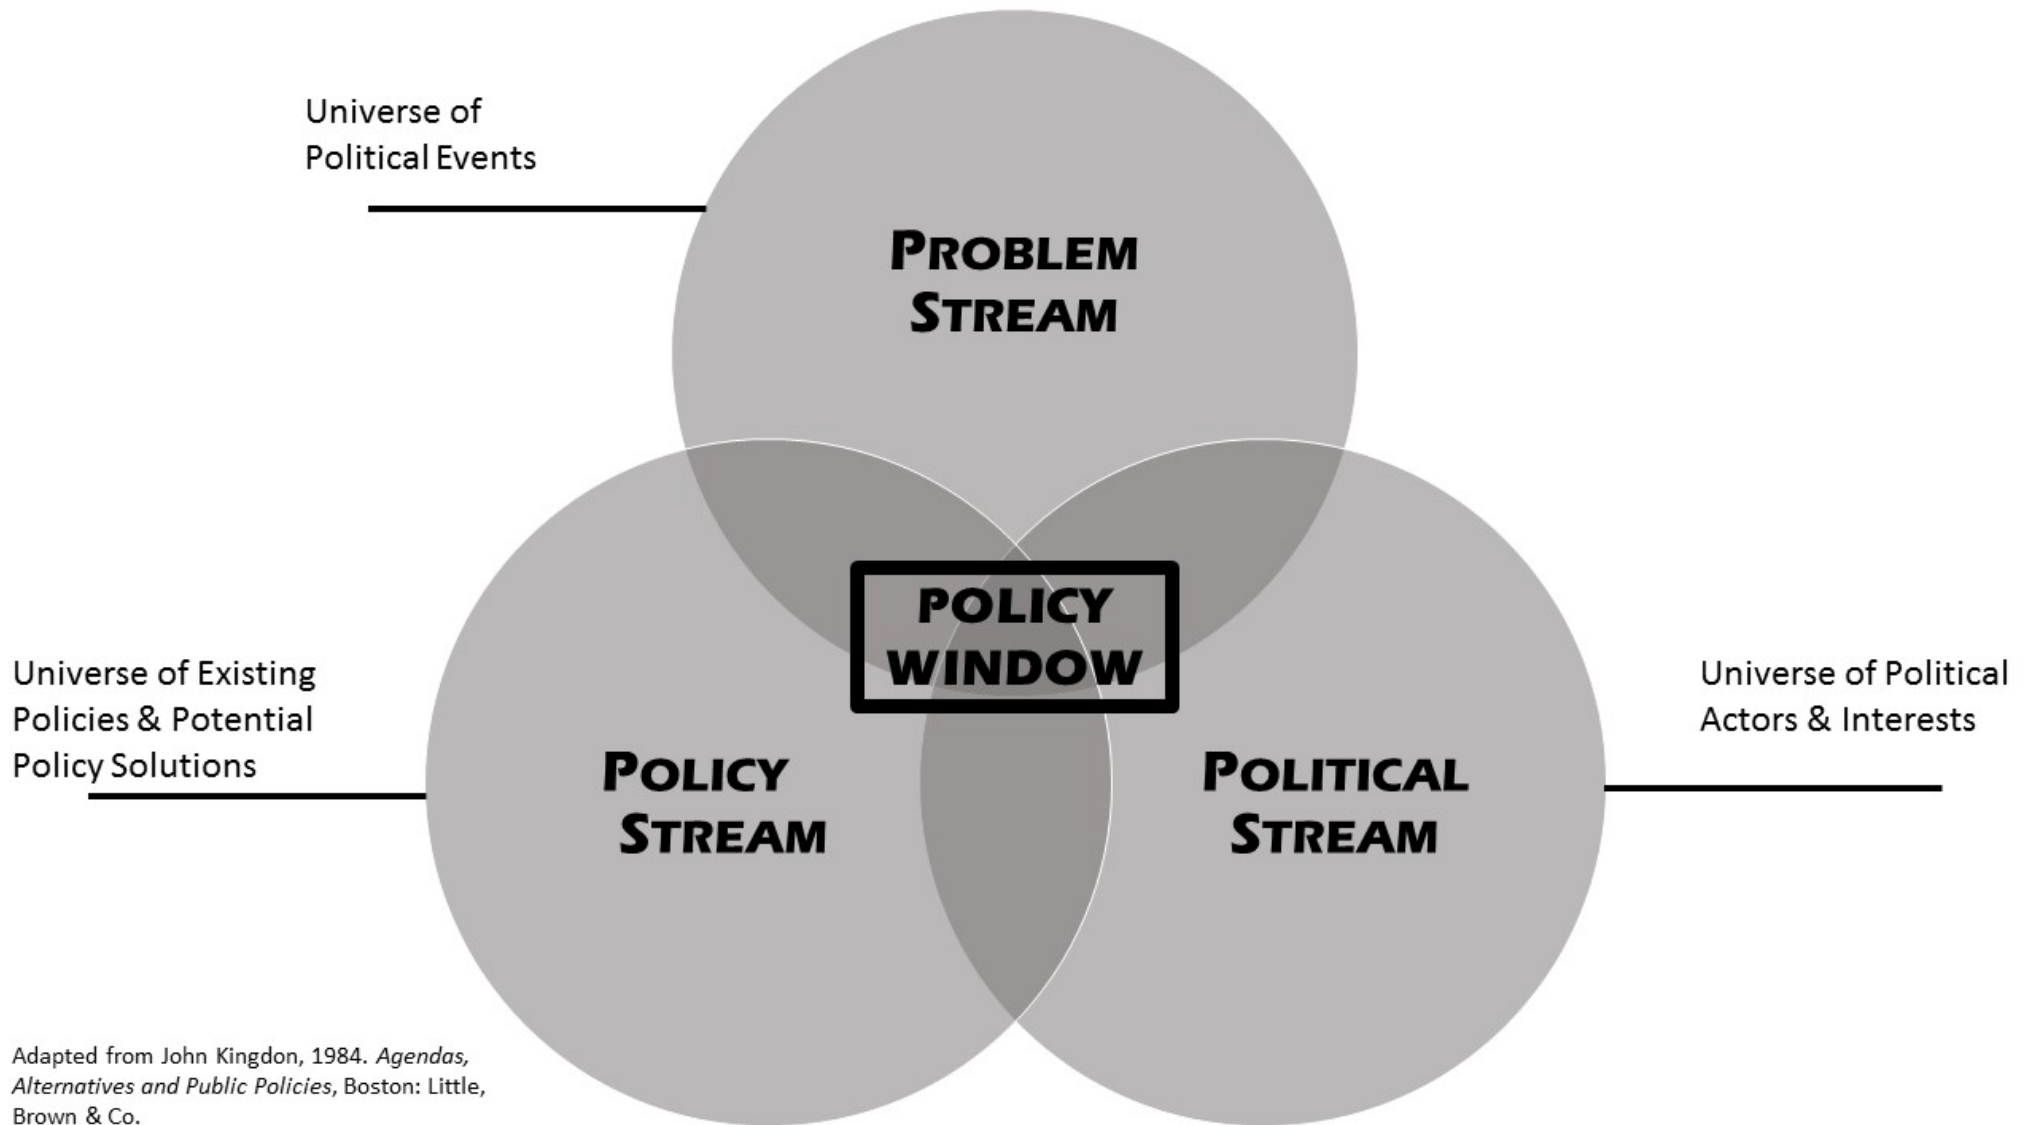 Universe of
Political Events
PROBLEM
STREAM
POLICY
WINDOW
Universe of Existing
Policies & Potential
Policy Solutions
POLICY
STREAM
POLITICAL
STREAM
Universe of Political
Actors & Interests
Adapted from John Kingdon, 1984. Agendas,
Alternatives and Public Policies, Boston: Little,
Brown & Co.